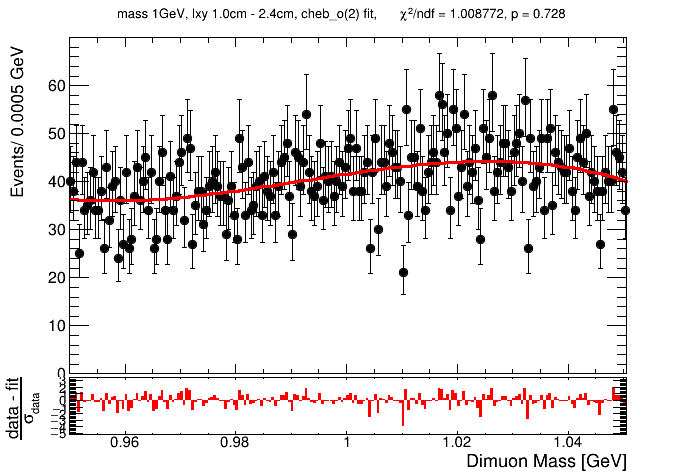 mass 1GeV, lxy 1.0cm - 2.4cm, cheb_o(2) fit, χ²/ndf = 1.008772, p = 0.728
Events/ 0.0005 GeV
60
50
40
30
20
10
0
data - fit
σdata
0.96 0.98 1 1.02 1.04
Dimuon Mass [GeV]